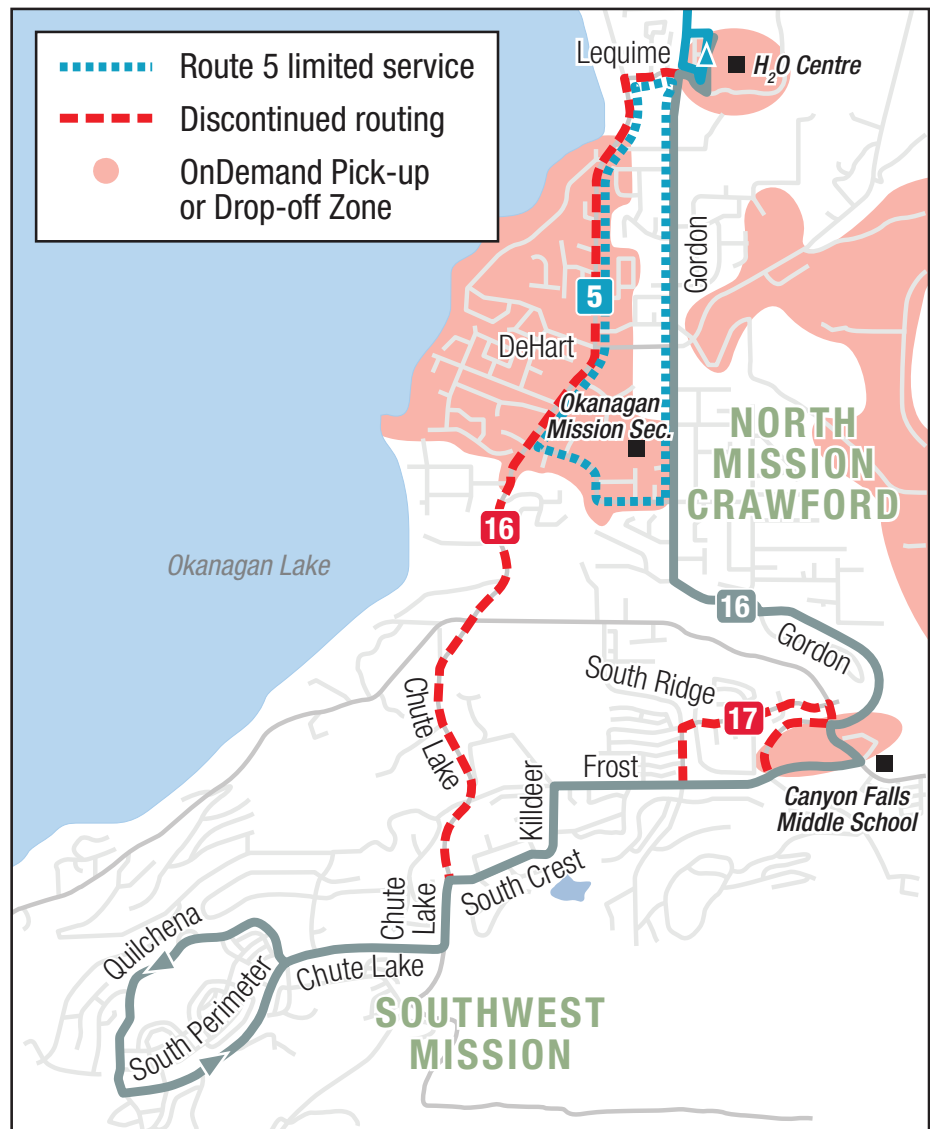 Route 5 limited service
Discontinued routing
OnDemand Pick-up
or Drop-off Zone
Lequime
H2O Centre
Gordon
5
DeHart
Okanagan
Mission Sec.
NORTH
MISSION
CRAWFORD
16
Okanagan Lake
16
Gordon
South Ridge
17
Chute Lake
Frost
Killdeer
Canyon Falls
Middle School
South Crest
Chute
Lake
Quilchena
Chute Lake
South Perimeter
SOUTHWEST
MISSION